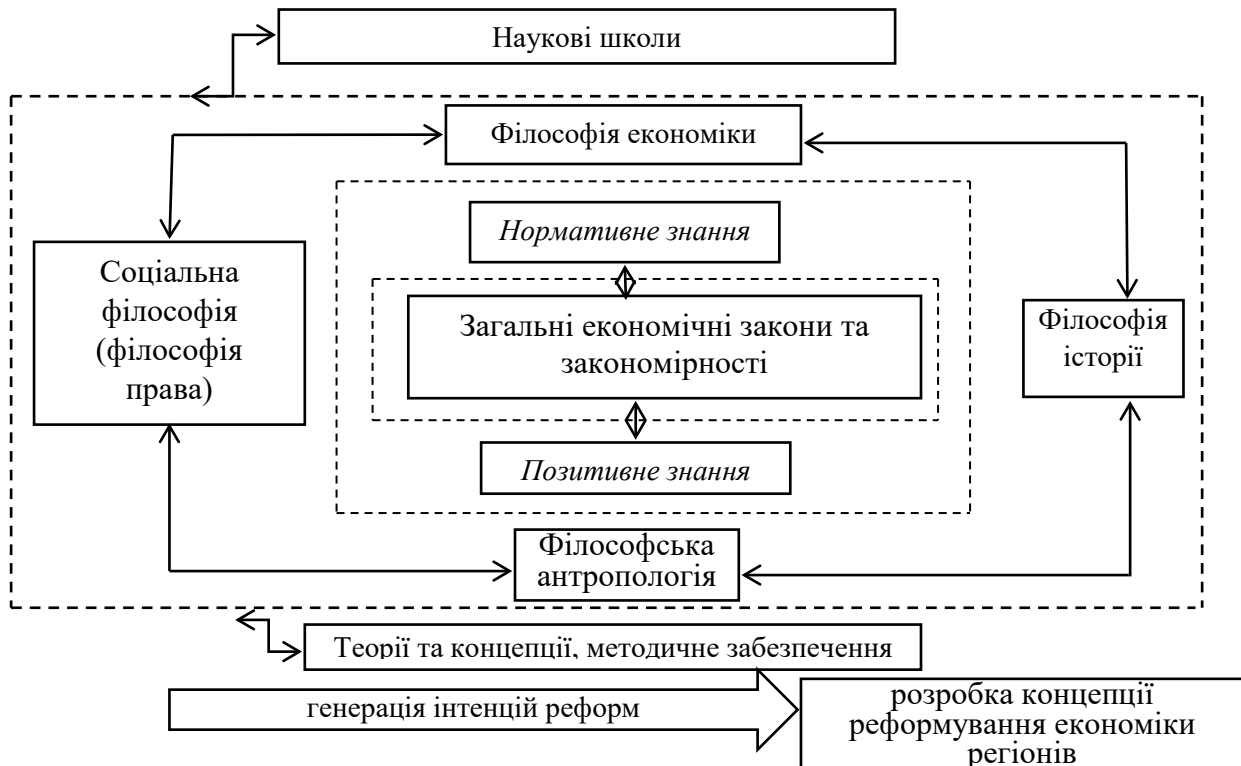 Наукові школи
Філософія економіки
Нормативне знання
Соціальна
філософія
(філософія
права)
Загальні економічні закони та
закономірності
Філософія
історії
Позитивне знання
Філософська
антропологія
Теорії та концепції, методичне забезпечення
генерація інтенцій реформ
розробка концепції
реформування економіки
регіонів